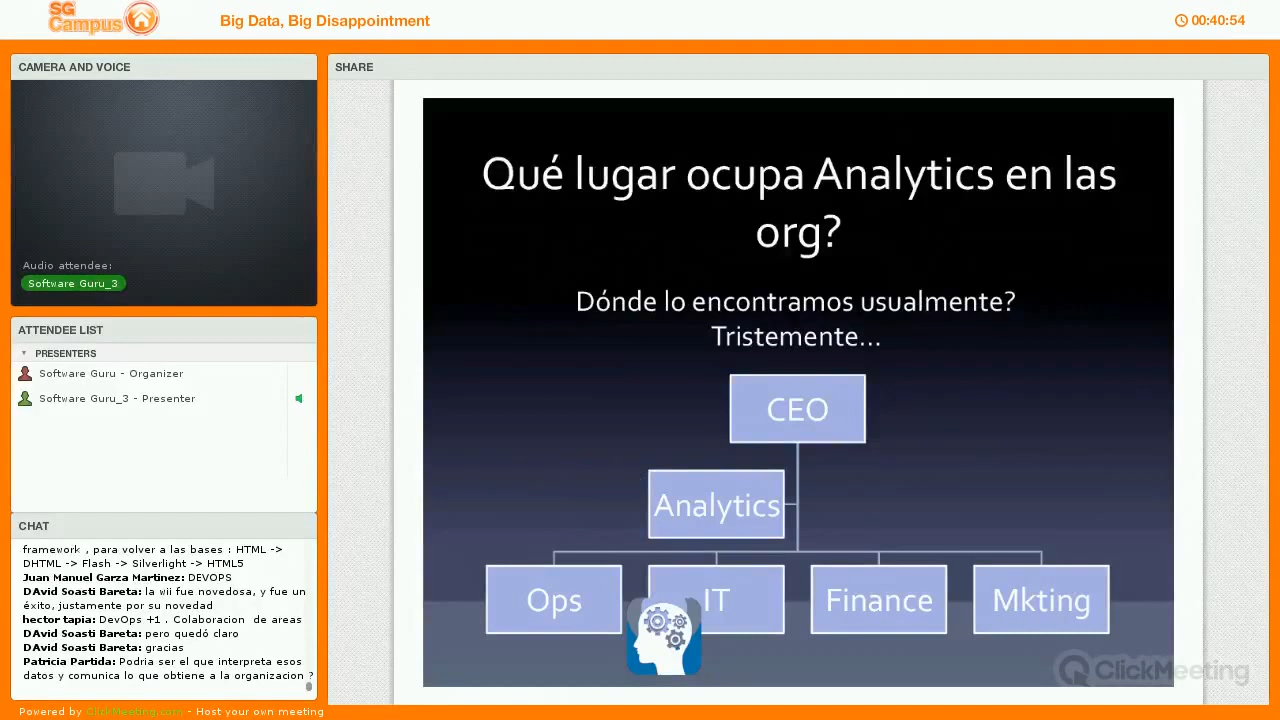 SG Campus
Big Data, Big Disappointment
00:40:54
CAMERA AND VOICE
Audio attendee:
Software Guru_3
ATTENDEE LIST
PRESENTERS
Software Guru - Organizer
Software Guru_3 - Presenter
CHAT
framework , para volver a las bases : HTML ->
DHTML -> Flash -> Silverlight -> HTML5
Juan Manuel Garza Martinez: DEVOPS
DAvid Soasti Bareta: la wii fue novedosa, y fue un
éxito, justamente por su novedad
hector tapia: DevOps +1 . Colaboracion de areas
DAvid Soasti Bareta: pero quedó claro
DAvid Soasti Bareta: gracias
Patricia Partida: Podria ser el que interpreta esos
datos y comunica lo que obtiene a la organizacion ?
Powered by ClickMeeting.com - Host your own meeting
SHARE
Qué lugar ocupa Analytics en las
org?
Dónde lo encontramos usualmente?
Tristemente...
CEO
Analytics
Ops
IT
Finance
Mkting
ClickMeeting